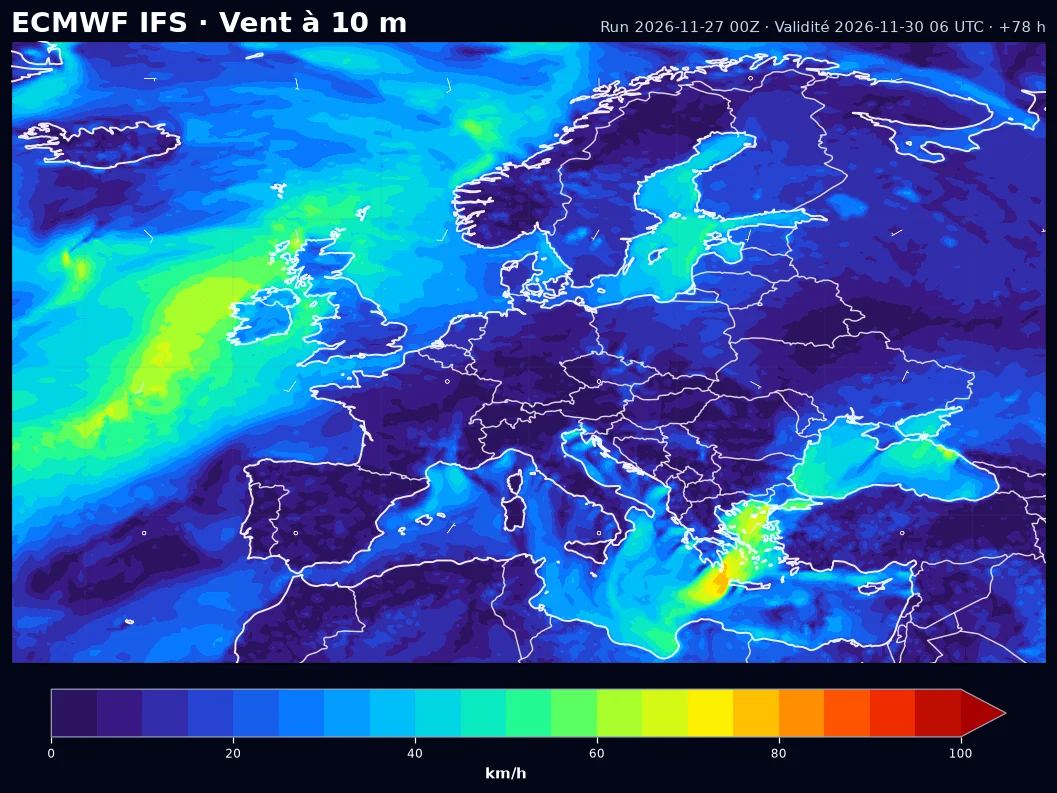 ECMWF IFS · Vent à 10 m
Run 2026-11-27 00Z · Validité 2026-11-30 06 UTC · +78 h
0 20 40 60 80 100
km/h